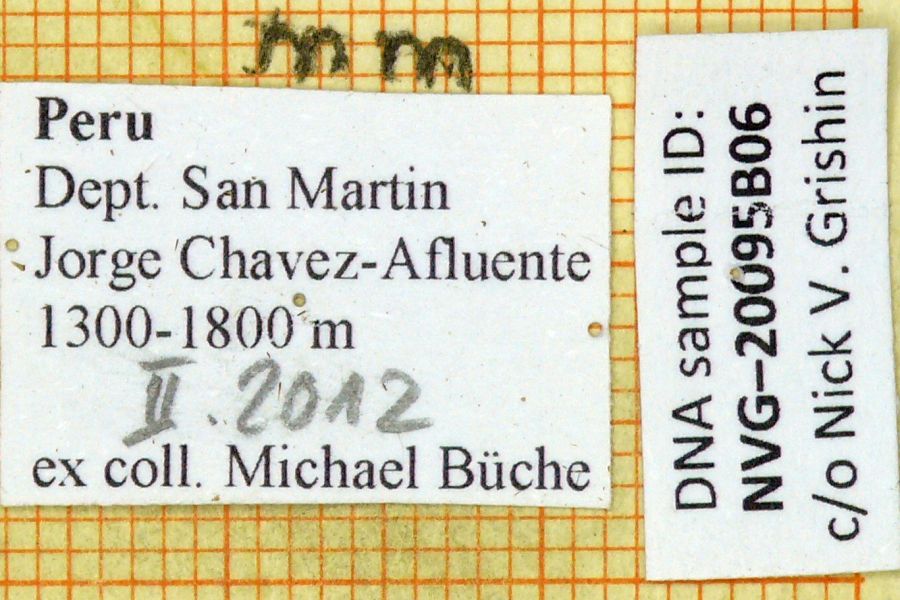 mm
Peru
Dept. San Martin
Jorge Chavez-Afluente
1300-1800 m
II.2012
ex coll. Michael Büche
DNA sample ID:
NVG–20095B06
c/o Nick V. Grishin